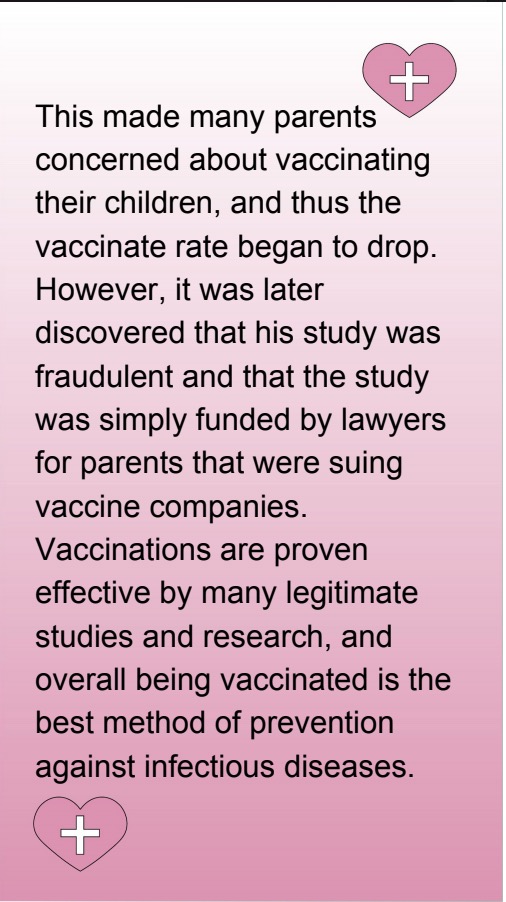 This made many parents
concerned about vaccinating
their children, and thus the
vaccinate rate began to drop.
However, it was later
discovered that his study was
fraudulent and that the study
was simply funded by lawyers
for parents that were suing
vaccine companies.
Vaccinations are proven
effective by many legitimate
studies and research, and
overall being vaccinated is the
best method of prevention
against infectious diseases.